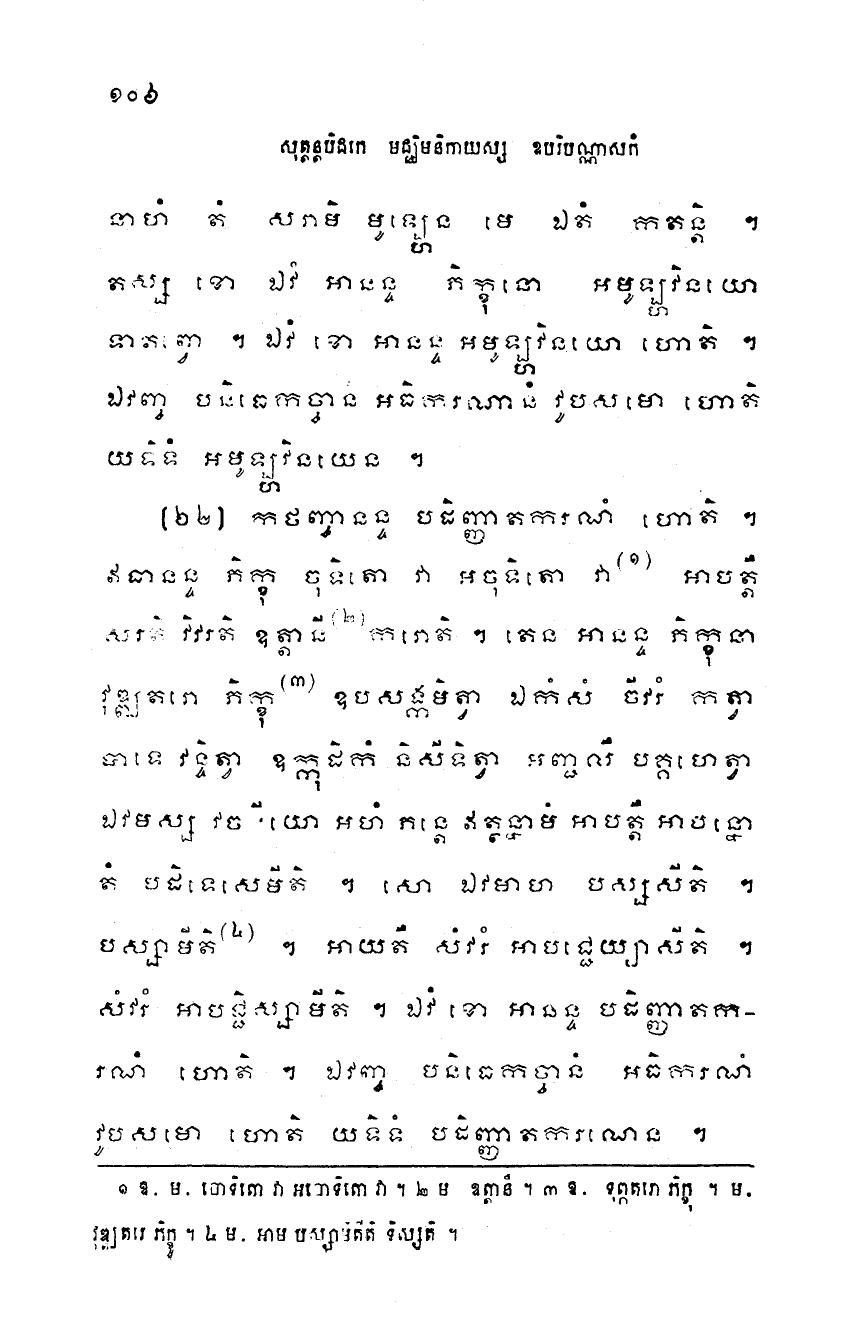 ១០៦
សុត្តន្តបិដកេ មជ្ឈិមនិកាយស្ស ឧបរិបណ្ណាសកំ
នាហំ តំ សរាមិ មូឡ្ហេន មេ ឯតំ កតន្តិ ។
តស្ស ខោ ឯវំ អានន្ទ ភិក្ខុនោ អមូឡ្ហវិនយោ
ទាតព្វោ ។ ឯវំ ខោ អានន្ទ អមូឡ្ហវិនយោ ហោតិ ។
ឯវញ្ច បនិធេកច្ចានំ អធិករណានំ វូបសមោ ហោតិ
យទិទំ អមូឡ្ហវិនយេន ។
(២២) កថញ្ចានន្ទ បដិញ្ញាតករណំ ហោតិ ។
ឥធានន្ទ ភិក្ខុ ចុទិតោ វា អចុទិតោ វា(១) អាបត្តឹ
សរតិ វិវរតិ ឧត្តានី(២)ករោតិ ។ តេន អានន្ទ ភិក្ខុនា
វុឌ្ឍតរោ ភិក្ខុ(៣) ឧបសង្កមិត្វា ឯកំសំ ចីវរំ កត្វា
បាទេ វន្ទិត្វា ឧក្កុដិកំ និសីទិត្វា អញ្ជលឹ បគ្គហេត្វា
ឯវមស្ស វចនីយោ អហំ ភន្តេ ឥត្ថន្នាមំ អាបត្តឹ អាបន្នោ
តំ បដិទេសេមីតិ ។ សោ ឯវមាហ បស្សសីតិ ។
បស្សាមីតិ(៤) ។ អាយតឹ សំវរំ អាបជ្ជេយ្យាសីតិ ។
សំវរំ អាបជ្ជិស្សាមីតិ ។ ឯវំ ខោ អានន្ទ បដិញ្ញាតក-
រណំ ហោតិ ។ ឯវញ្ច បនិធេកច្ចានំ អធិករណំ
វូបសមោ ហោតិ យទិទំ បដិញ្ញាតករណេន ។
១ ឱ. ម. ចោទិតោ វា អចោទិតោ វា ។ ២ ម ឧត្តានឹ ។ ៣ ឱ. ទុព្គតរោ ភិក្ខុ ។ ម.
វុឌ្ឍតរេ ភិក្ខូ ។ ៤ ម. អាម បស្សាមីតីតិ ទិស្សតិ ។